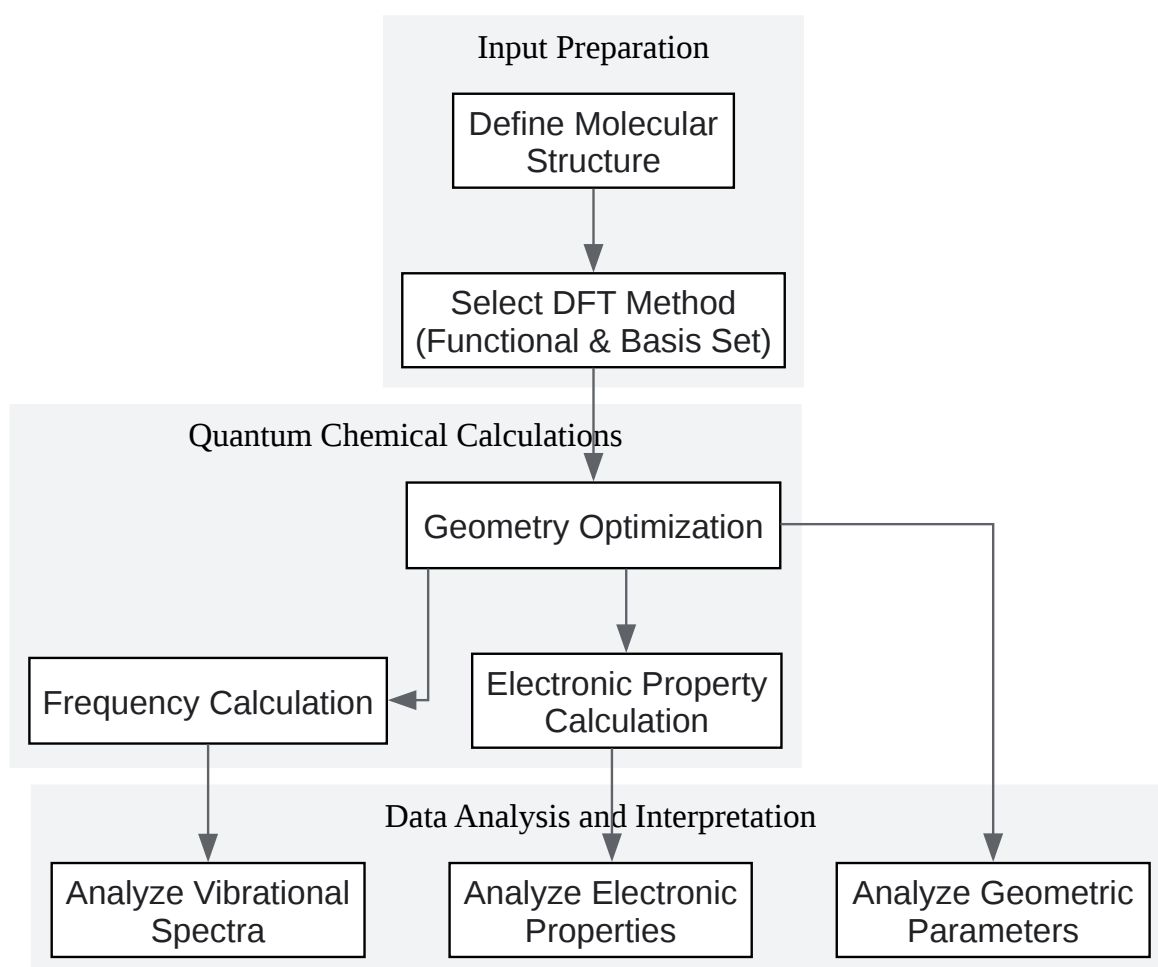 Input Preparation
Define Molecular
Structure
Select DFT Method
(Functional & Basis Set)
Quantum Chemical Calculations
Geometry Optimization
Frequency Calculation
Electronic Property
Calculation
Data Analysis and Interpretation
Analyze Vibrational
Spectra
Analyze Electronic
Properties
Analyze Geometric
Parameters